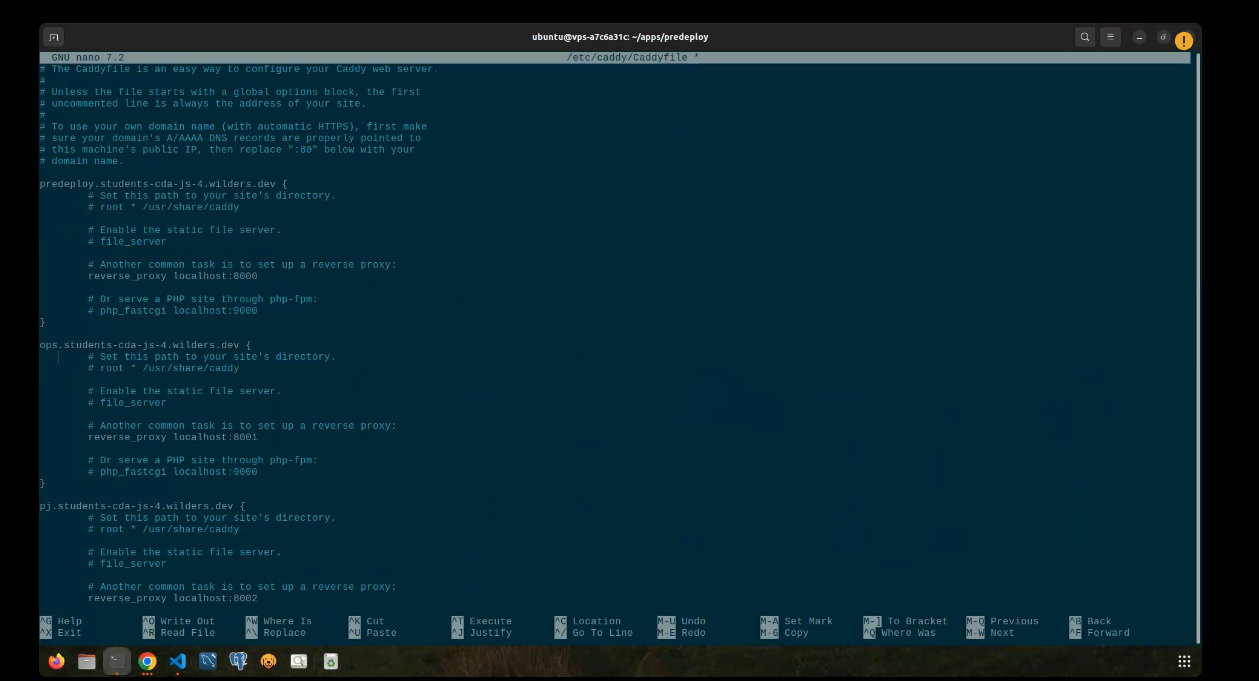 ubuntu@vps-a7c6a31c: ~/apps/predeploy
GNU nano 7.2 /etc/caddy/Caddyfile *
# The Caddyfile is an easy way to configure your Caddy web server.
#
# Unless the file starts with a global options block, the first
# uncommented line is always the address of your site.
#
# To use your own domain name (with automatic HTTPS), first make
# sure your domain's A/AAAA DNS records are properly pointed to
# this machine's public IP, then replace ":80" below with your
# domain name.
predeploy.students-cda-js-4.wilders.dev {
# Set this path to your site's directory.
# root * /usr/share/caddy
# Enable the static file server.
# file_server
# Another common task is to set up a reverse proxy:
reverse_proxy localhost:8000
# Or serve a PHP site through php-fpm:
# php_fastcgi localhost:9000
}
ops.students-cda-js-4.wilders.dev {
# Set this path to your site's directory.
# root * /usr/share/caddy
# Enable the static file server.
# file_server
# Another common task is to set up a reverse proxy:
reverse_proxy localhost:8001
# Or serve a PHP site through php-fpm:
# php_fastcgi localhost:9000
}
pj.students-cda-js-4.wilders.dev {
# Set this path to your site's directory.
# root * /usr/share/caddy
# Enable the static file server.
# file_server
# Another common task is to set up a reverse proxy:
reverse_proxy localhost:8002
^G Help ^O Write Out ^W Where Is ^K Cut ^T Execute ^C Location M-U Undo M-A Set Mark M-] To Bracket M-Q Previous ^B Back
^X Exit ^R Read File ^\ Replace ^U Paste ^J Justify ^/ Go To Line M-E Redo M-6 Copy ^Q Where Was M-W Next ^F Forward